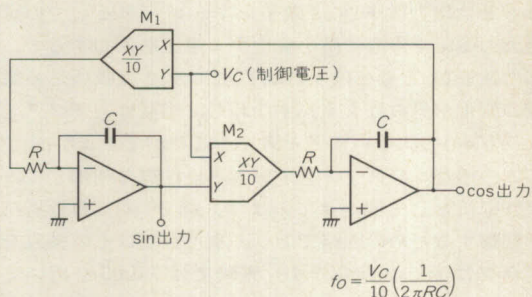 M₁
XY/10
X
Y
VC(制御電圧)
C
M₂
C
R
X
XY/10
R
Y
−
+
−
+
sin出力
cos出力
fO=VC/10(1/2πRC)